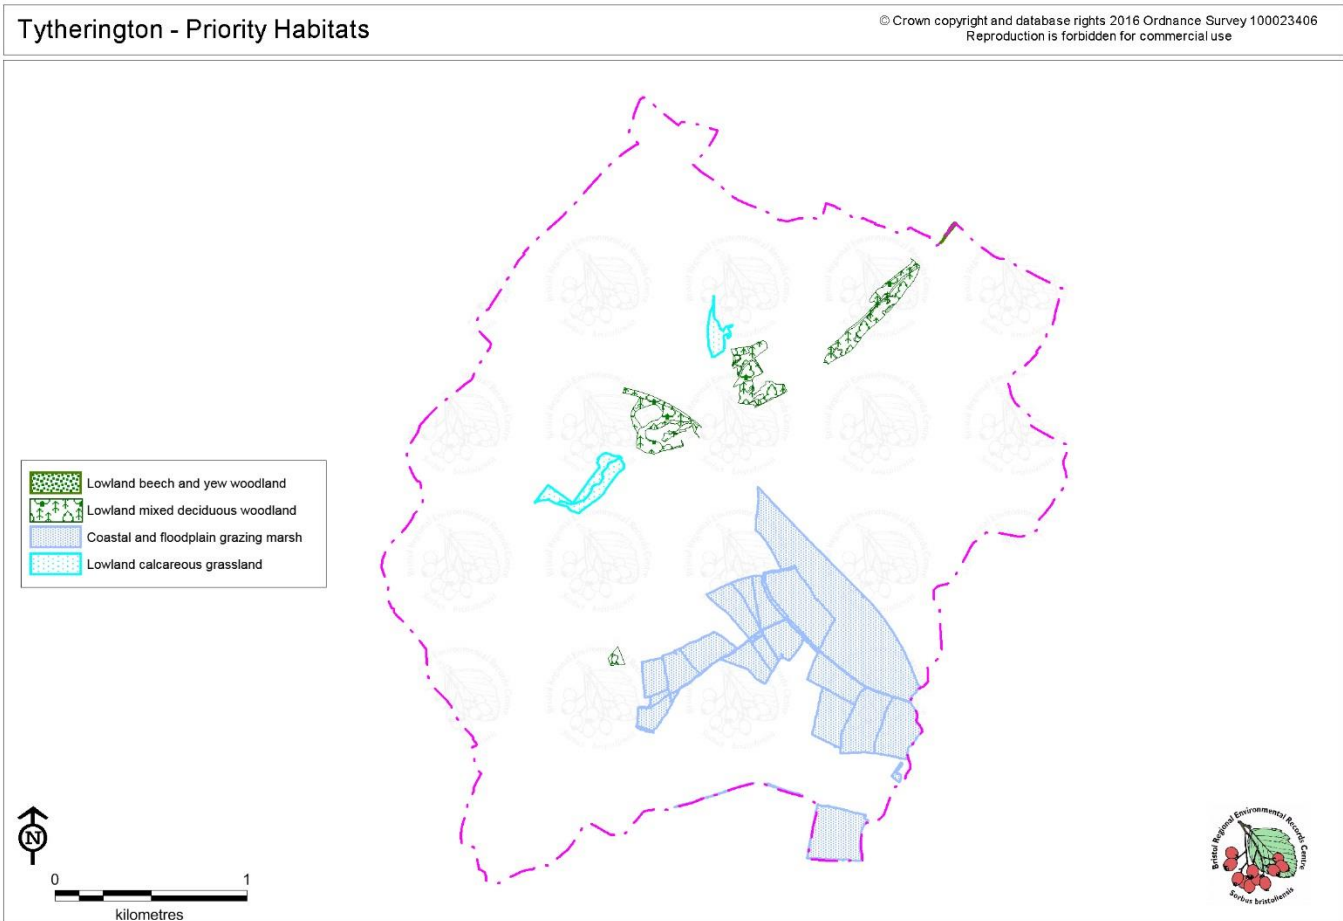 Tytherington - Priority Habitats
© Crown copyright and database rights 2016 Ordnance Survey 100023406
Reproduction is forbidden for commercial use
Lowland beech and yew woodland
Lowland mixed deciduous woodland
Coastal and floodplain grazing marsh
Lowland calcareous grassland
N
0 1
kilometres
Bristol Regional Environmental Records Centre
Sorbus bristoliensis